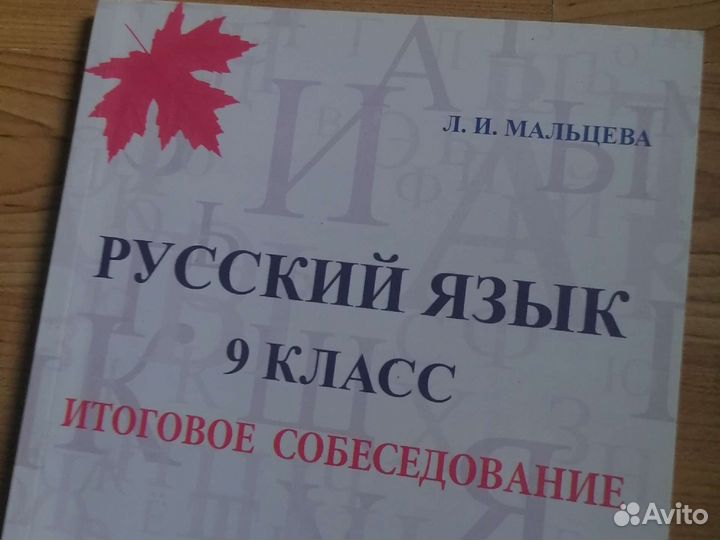 Л. И. МАЛЬЦЕВА
РУССКИЙ ЯЗЫК
9 КЛАСС
ИТОГОВОЕ СОБЕСЕДОВАНИЕ
Avito